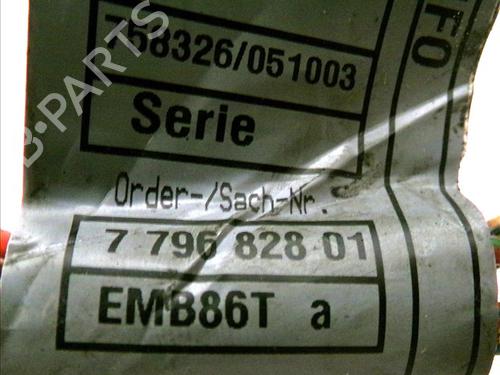 758326/051003
Serie
Order-/Sach-Nr.
7 796 828 01
EMB86T a
B-PARTS